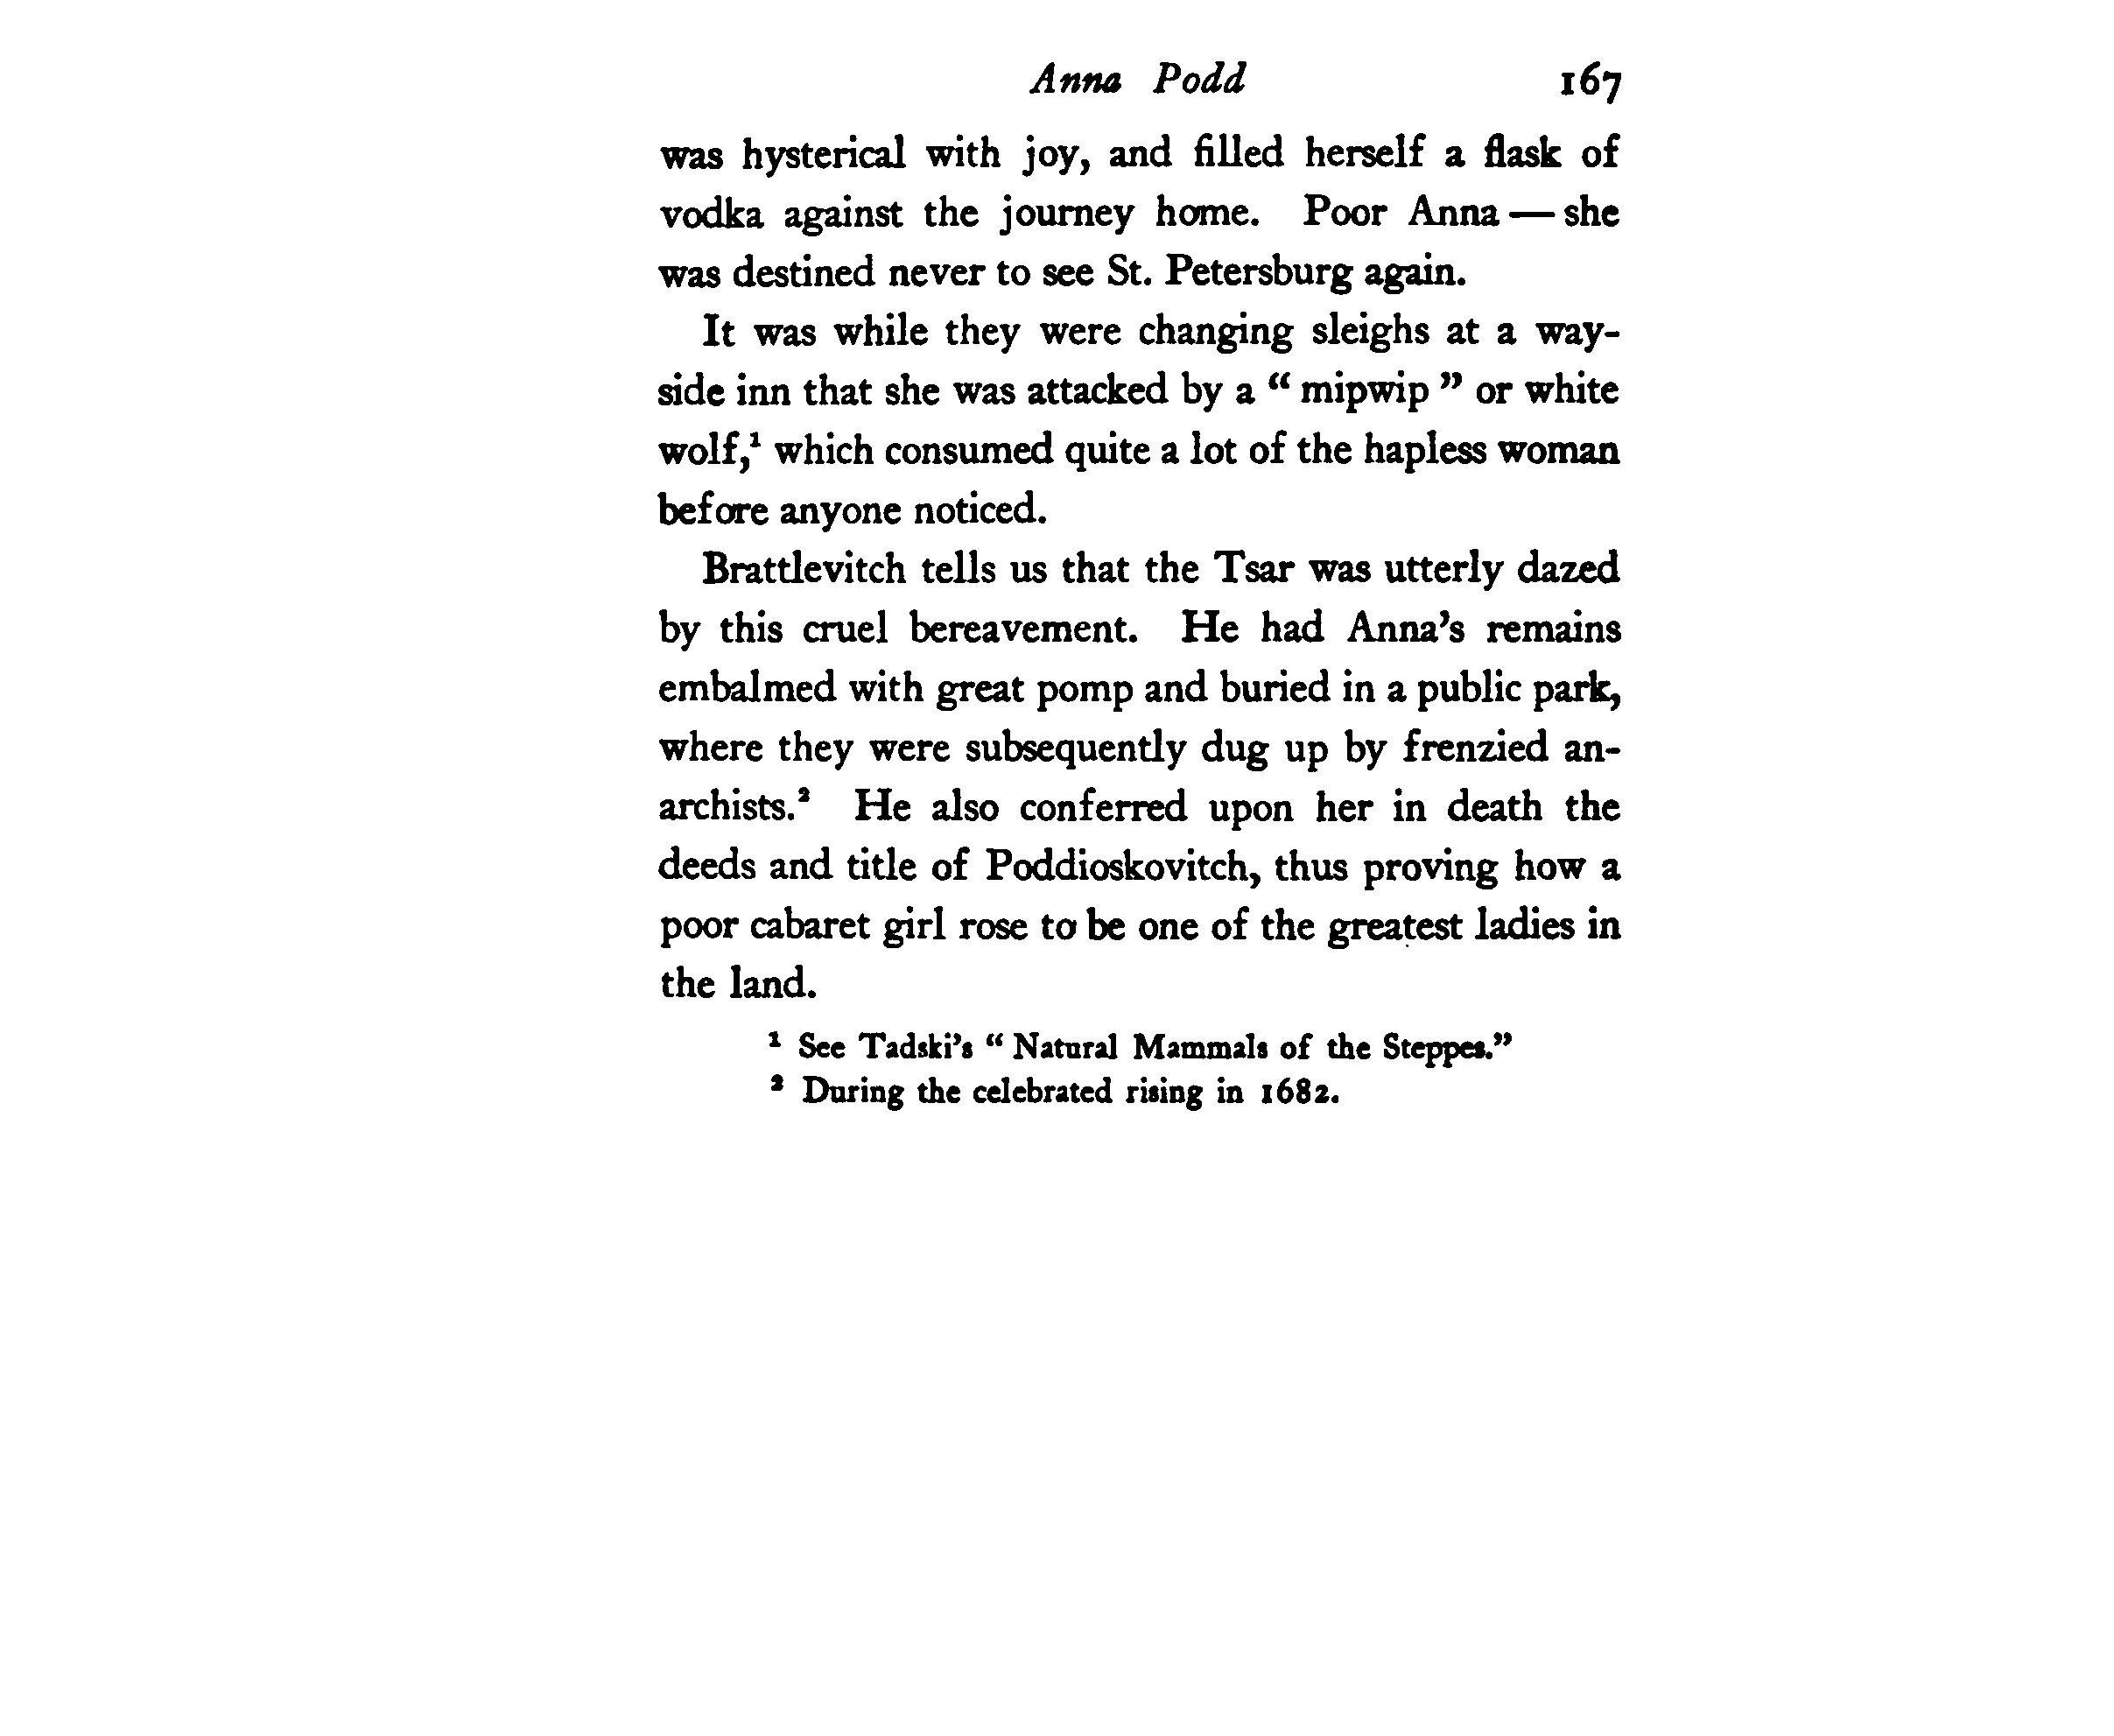 Anna Podd 167
was hysterical with joy, and filled herself a flask of
vodka against the journey home. Poor Anna — she
was destined never to see St. Petersburg again.
It was while they were changing sleighs at a way-
side inn that she was attacked by a “ mipwip ” or white
wolf,¹ which consumed quite a lot of the hapless woman
before anyone noticed.
Brattlevitch tells us that the Tsar was utterly dazed
by this cruel bereavement. He had Anna’s remains
embalmed with great pomp and buried in a public park,
where they were subsequently dug up by frenzied an-
archists.² He also conferred upon her in death the
deeds and title of Poddioskovitch, thus proving how a
poor cabaret girl rose to be one of the greatest ladies in
the land.
¹ See Tadski’s “ Natural Mammals of the Steppes.”
² During the celebrated rising in 1682.